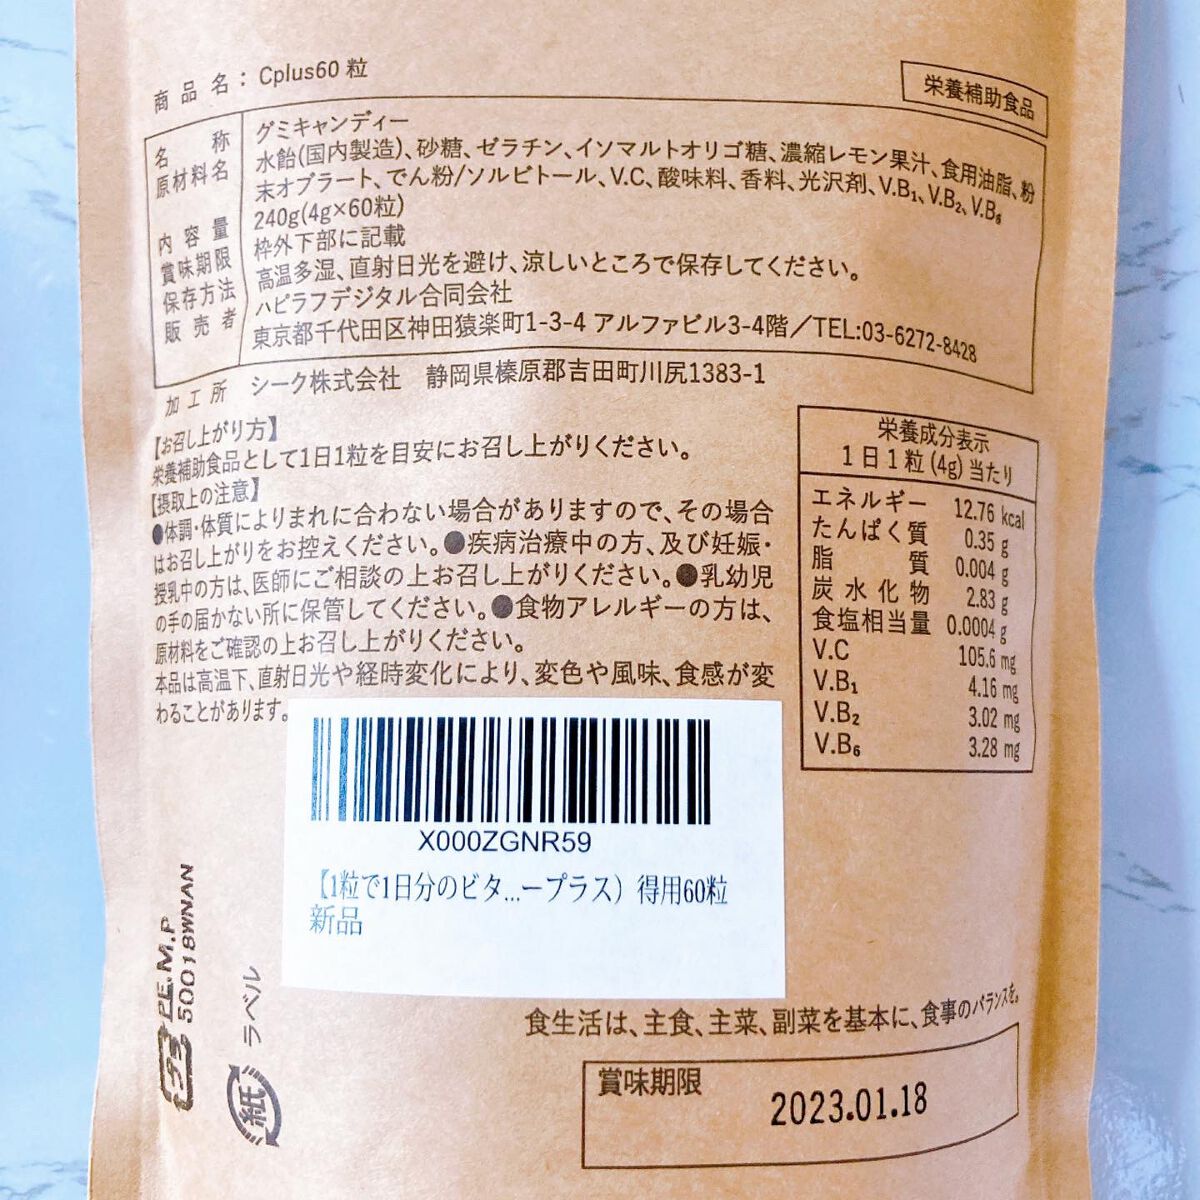 商品名：Cplus60 粒
栄養補助食品
名称 グミキャンディー
原材料名 水飴(国内製造)、砂糖、ゼラチン、イソマルトオリゴ糖、濃縮レモン果汁、食用油脂、粉
末オブラート、でん粉/ソルビトール、V.C、酸味料、香料、光沢剤、V.B₁、V.B₂、V.B₆
内容量 240g(4g×60粒)
賞味期限 枠外下部に記載
保存方法 高温多湿、直射日光を避け、涼しいところで保存してください。
販売者 ハピラフデジタル合同会社
東京都千代田区神田猿楽町1-3-4 アルファビル3-4階／TEL:03-6272-8428
加工所 シーク株式会社 静岡県榛原郡吉田町川尻1383-1
【お召し上がり方】
栄養補助食品として1日1粒を目安にお召し上がりください。
【摂取上の注意】
●体調・体質によりまれに合わない場合がありますので、その場合
はお召し上がりをお控えください。●疾病治療中の方、及び妊娠・
授乳中の方は、医師にご相談の上お召し上がりください。●乳幼児
の手の届かない所に保管してください。●食物アレルギーの方は、
原材料をご確認の上お召し上がりください。
本品は高温下、直射日光や経時変化により、変色や風味、食感が変
わることがあります。
栄養成分表示
1日1粒(4g)当たり
エネルギー 12.76 kcal
たんぱく質 0.35 g
脂質 0.004 g
炭水化物 2.83 g
食塩相当量 0.0004 g
V.C 105.6 mg
V.B₁ 4.16 mg
V.B₂ 3.02 mg
V.B₆ 3.28 mg
X000ZGNR59
【1粒で1日分のビタ...ープラス）得用60粒
新品
PE.M.P
50018WNAN
プラ
ラベル
紙
食生活は、主食、主菜、副菜を基本に、食事のバランスを。
賞味期限
2023.01.18